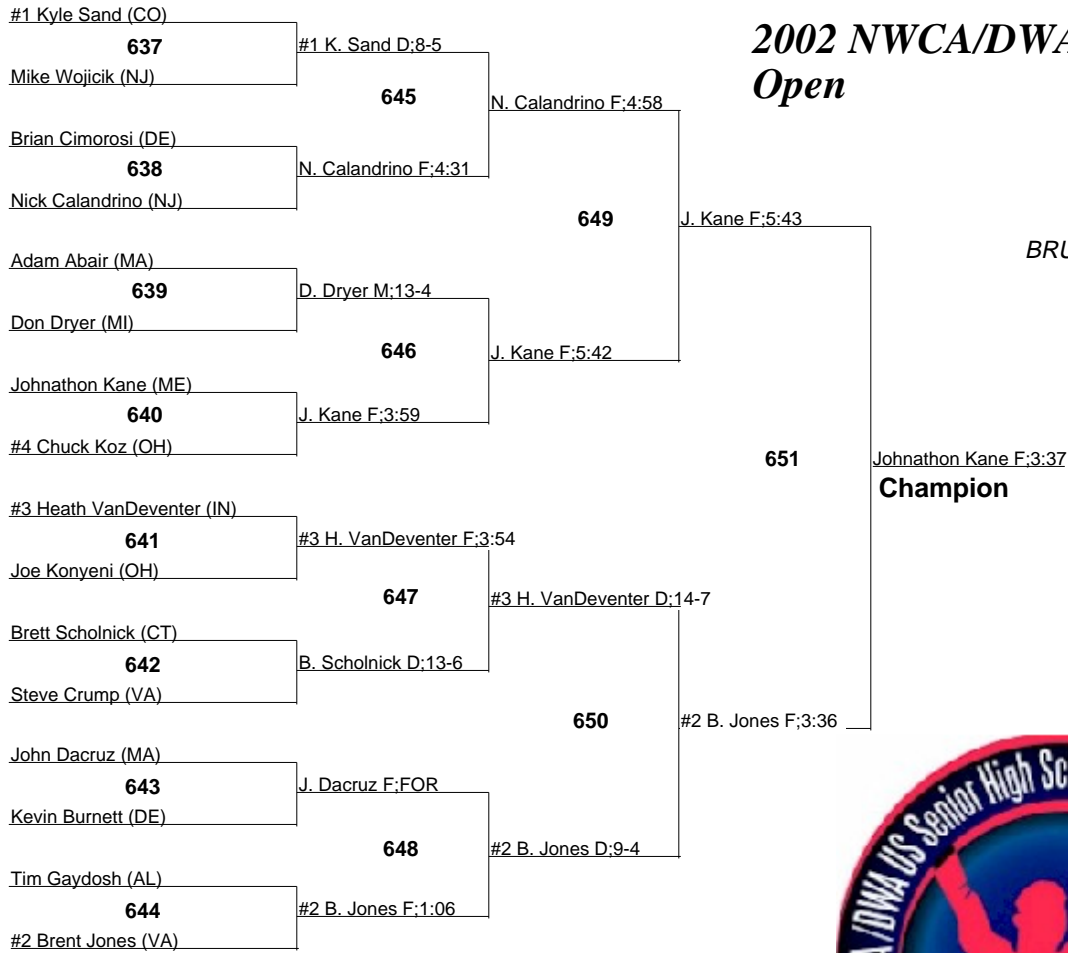 #1 Kyle Sand (CO)
637
Mike Wojicik (NJ)
#1 K. Sand D;8-5
645
Brian Cimorosi (DE)
638
Nick Calandrino (NJ)
N. Calandrino F;4:31
N. Calandrino F;4:58
649
Adam Abair (MA)
639
Don Dryer (MI)
D. Dryer M;13-4
646
Johnathon Kane (ME)
640
#4 Chuck Koz (OH)
J. Kane F;3:59
J. Kane F;5:42
J. Kane F;5:43
651
#3 Heath VanDeventer (IN)
641
Joe Konyeni (OH)
#3 H. VanDeventer F;3:54
647
Brett Scholnick (CT)
642
Steve Crump (VA)
B. Scholnick D;13-6
#3 H. VanDeventer D;14-7
650
John Dacruz (MA)
643
Kevin Burnett (DE)
J. Dacruz F;FOR
648
Tim Gaydosh (AL)
644
#2 Brent Jones (VA)
#2 B. Jones F;1:06
#2 B. Jones D;9-4
#2 B. Jones F;3:36
Johnathon Kane F;3:37
Champion
2002 NWCA/DWA
Open
BRU
A/DWA US Senior High Sc